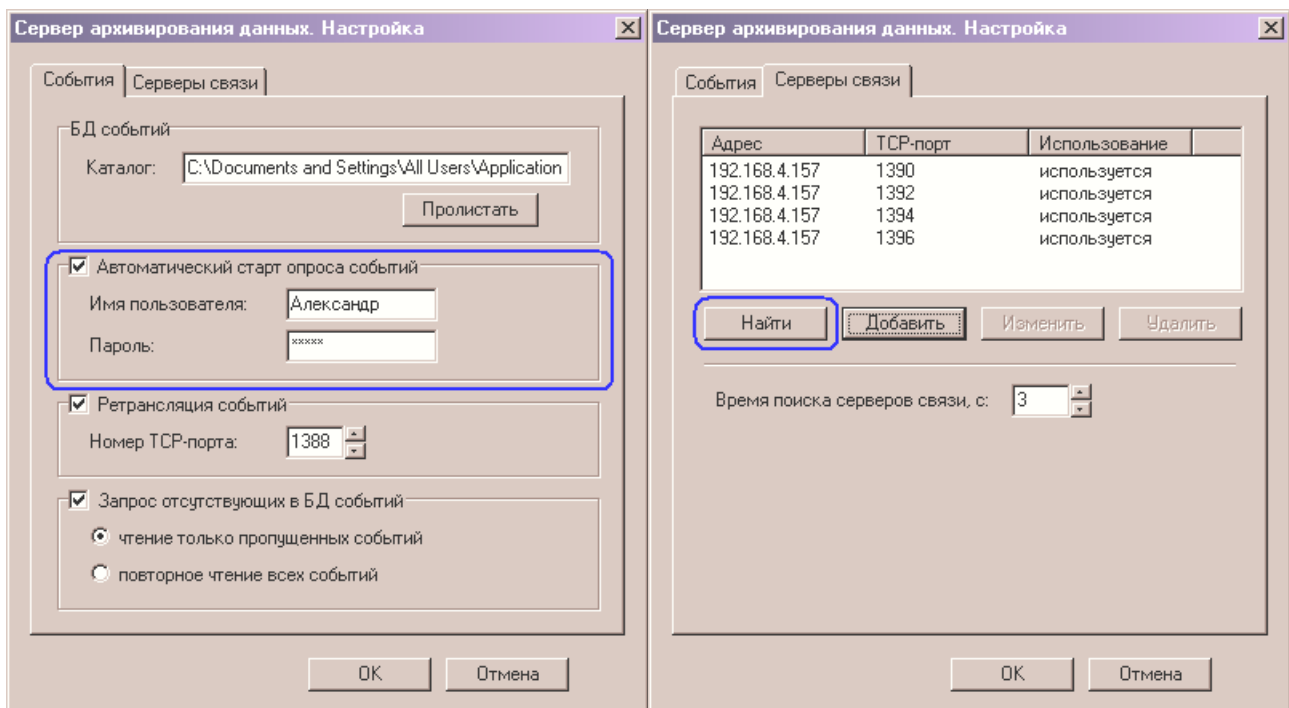 Сервер архивирования данных. Настройка
События
Серверы связи
БД событий
Каталог: C:\Documents and Settings\All Users\Application
Пролистать
Автоматический старт опроса событий
Имя пользователя: Александр
Пароль: xxxxx
Ретрансляция событий
Номер TCP-порта: 1388
Запрос отсутствующих в БД событий
чтение только пропущенных событий
повторное чтение всех событий
OK Отмена
Сервер архивирования данных. Настройка
События
Серверы связи
Адрес TCP-порт Использование
192.168.4.157 1390 используется
192.168.4.157 1392 используется
192.168.4.157 1394 используется
192.168.4.157 1396 используется
Найти Добавить Изменить Удалить
Время поиска серверов связи, с: 3
OK Отмена